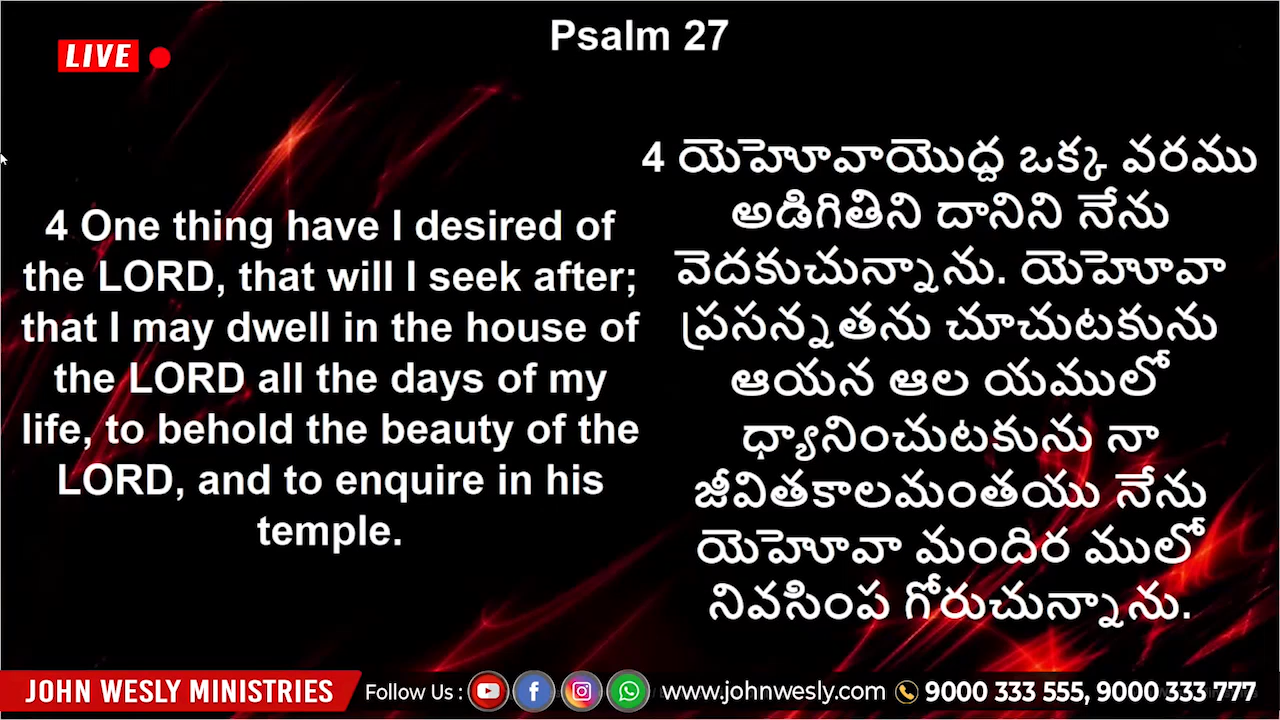 Psalm 27
LIVE
4 One thing have I desired of
the LORD, that will I seek after;
that I may dwell in the house of
the LORD all the days of my
life, to behold the beauty of the
LORD, and to enquire in his
temple.
4 యెహోవాయొద్ద ఒక్క వరము
అడిగితిని దానిని నేను
వెదకుచున్నాను. యెహోవా
ప్రసన్నతను చూచుటకును
ఆయన ఆల యములో
ధ్యానించుటకును నా
జీవితకాలమంతయు నేను
యెహోవా మందిర ములో
నివసింప గోరుచున్నాను.
JOHN WESLY MINISTRIES Follow Us : www.johnwesly.com 9000 333 555, 9000 333 777